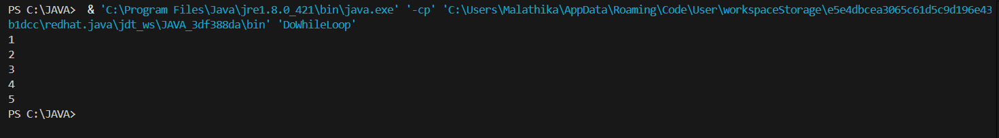 PS C:\JAVA>  & 'C:\Program Files\Java\jre1.8.0_421\bin\java.exe' '-cp' 'C:\Users\Malathika\AppData\Roaming\Code\User\workspaceStorage\e5e4dbcea3065c61d5c9d196e43
b1dcc\redhat.java\jdt_ws\JAVA_3df388da\bin' 'DoWhileLoop'
1
2
3
4
5
PS C:\JAVA>